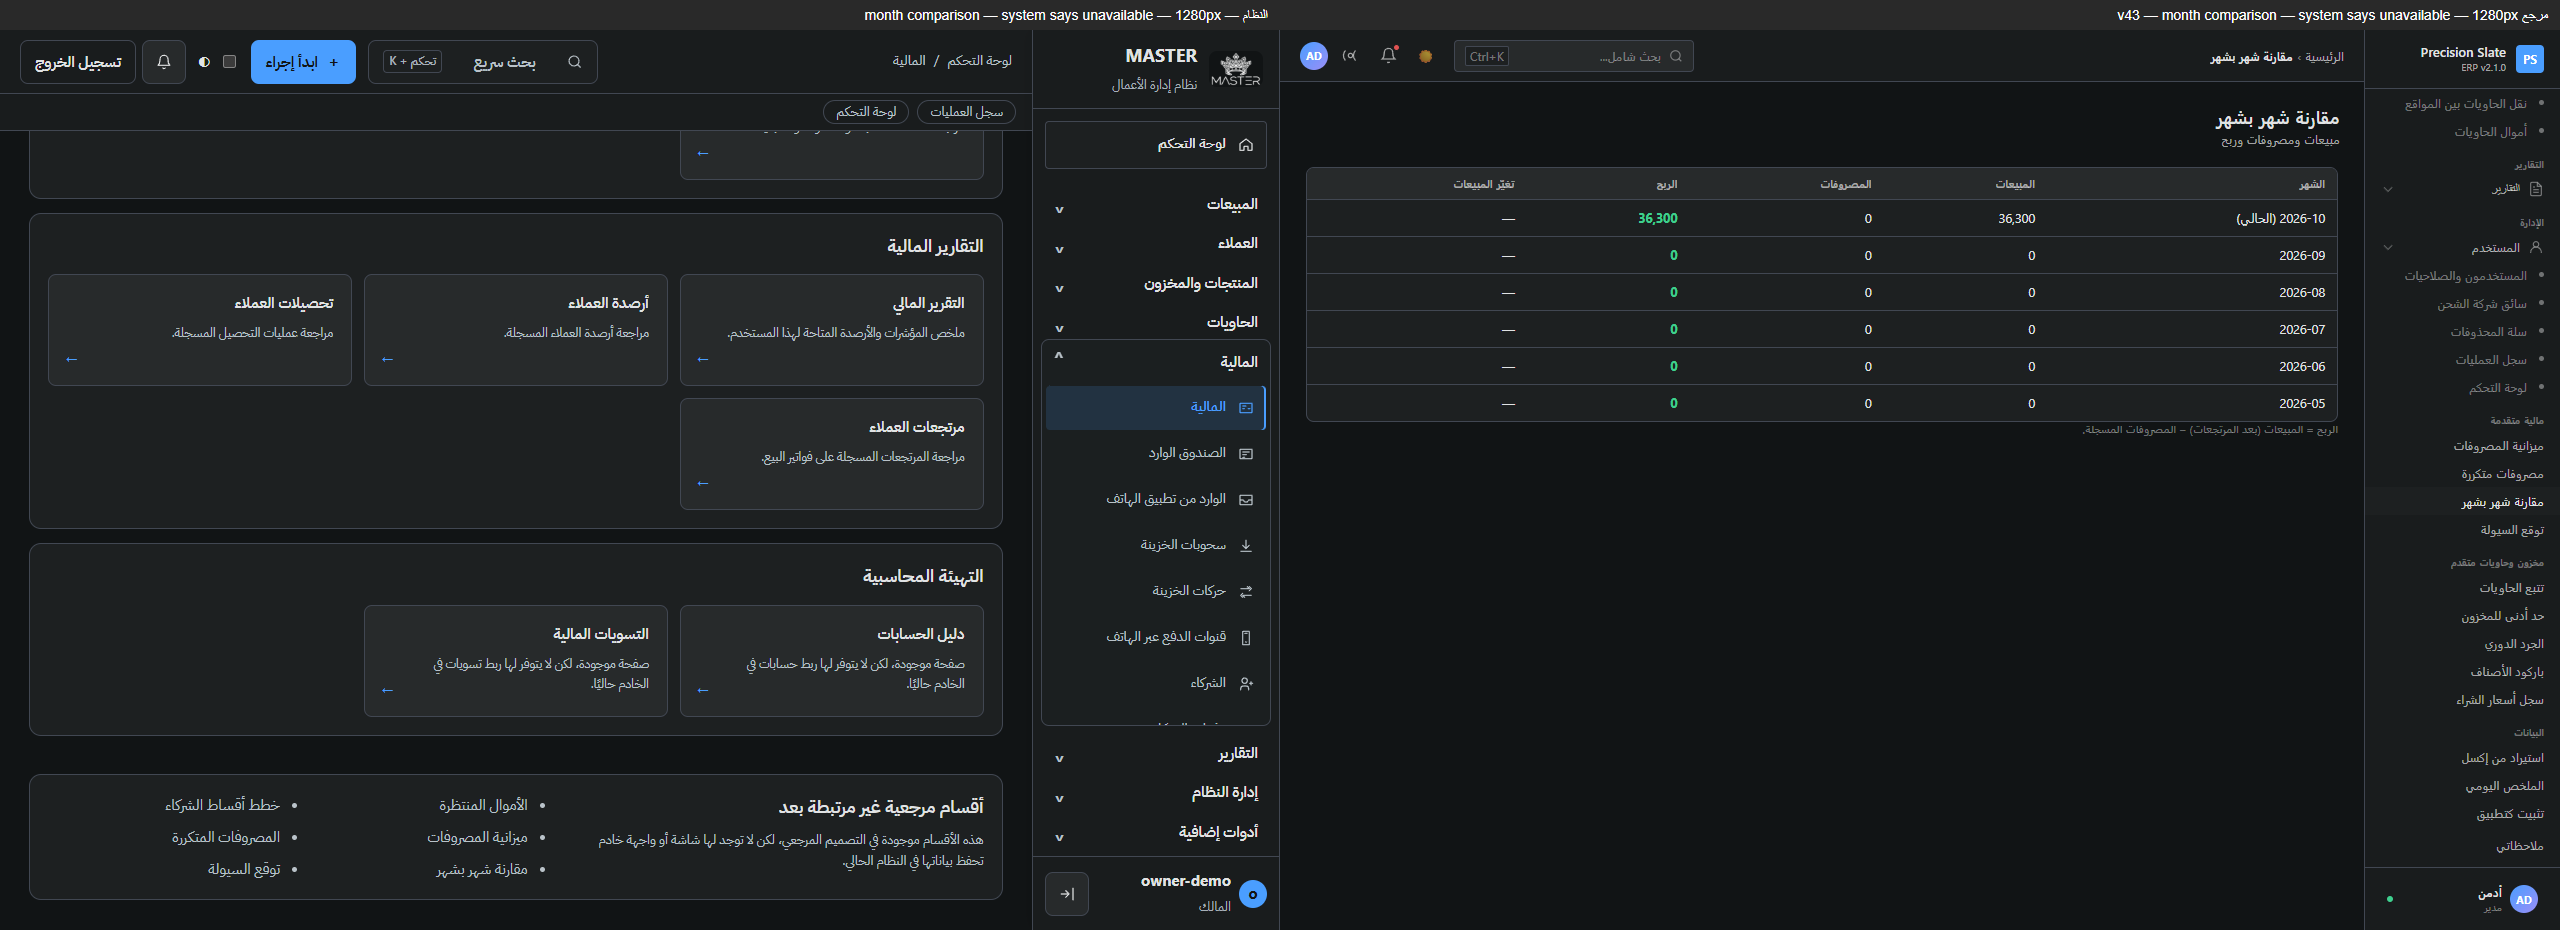 مرجع v43 — month comparison — system says unavailable — 1280px
Precision Slate
ERP v2.1.0
PS
نقل الحاويات بين المواقع
أموال الحاويات
التقارير
التقارير
الإدارة
المستخدم
المستخدمون والصلاحيات
سائق شركة الشحن
سلة المحذوفات
سجل العمليات
لوحة التحكم
مالية متقدمة
ميزانية المصروفات
مصروفات متكررة
مقارنة شهر بشهر
توقع السيولة
مخزون وحاويات متقدم
تتبع الحاويات
حد أدنى للمخزون
الجرد الدوري
باركود الأصناف
سجل أسعار الشراء
البيانات
استيراد من إكسل
الملخص اليومي
تثبيت كتطبيق
ملاحظاتي
AD
أدمن
مدير
الرئيسية › مقارنة شهر بشهر
بحث شامل...
Ctrl+K
AD
مقارنة شهر بشهر
مبيعات ومصروفات وربح
الشهر المبيعات المصروفات الربح تغيّر المبيعات
2026-10 (الحالي) 36,300 0 36,300 —
2026-09 0 0 0 —
2026-08 0 0 0 —
2026-07 0 0 0 —
2026-06 0 0 0 —
2026-05 0 0 0 —
الربح = المبيعات (بعد المرتجعات) − المصروفات المسجلة.
النظام — month comparison — system says unavailable — 1280px
MASTER
MASTER
نظام إدارة الأعمال
لوحة التحكم
المبيعات
العملاء
المنتجات والمخزون
الحاويات
المالية
المالية
الصندوق الوارد
الوارد من تطبيق الهاتف
سحوبات الخزينة
حركات الخزينة
قنوات الدفع عبر الهاتف
الشركاء
التقارير
إدارة النظام
أدوات إضافية
o
owner-demo
المالك
لوحة التحكم / المالية
بحث سريع
تحكم + K
+ ابدأ إجراء
تسجيل الخروج
سجل العمليات
لوحة التحكم
التقارير المالية
التقرير المالي
ملخص المؤشرات والأرصدة المتاحة لهذا المستخدم.
أرصدة العملاء
مراجعة أرصدة العملاء المسجلة.
تحصيلات العملاء
مراجعة عمليات التحصيل المسجلة.
مرتجعات العملاء
مراجعة المرتجعات المسجلة على فواتير البيع.
التهيئة المحاسبية
دليل الحسابات
صفحة موجودة، لكن لا يتوفر لها ربط حسابات في
الخادم حاليًا.
التسويات المالية
صفحة موجودة، لكن لا يتوفر لها ربط تسويات في
الخادم حاليًا.
أقسام مرجعية غير مرتبطة بعد
هذه الأقسام موجودة في التصميم المرجعي، لكن لا توجد لها شاشة أو واجهة خادم
تحفظ بياناتها في النظام الحالي.
الأموال المنتظرة
خطط أقساط الشركاء
ميزانية المصروفات
المصروفات المتكررة
مقارنة شهر بشهر
توقع السيولة